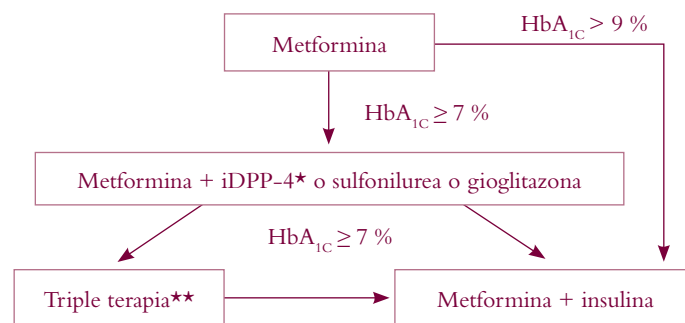 HbA1C > 9 %
Metformina
HbA1C ≥ 7 %
Metformina + iDPP-4★ o sulfonilurea o gioglitazona
HbA1C ≥ 7 %
Triple terapia★★
Metformina + insulina